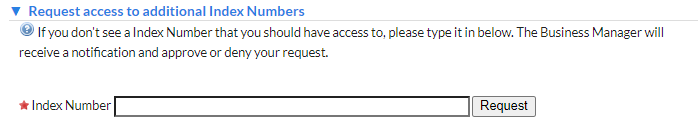 Request access to additional Index Numbers
If you don't see a Index Number that you should have access to, please type it in below. The Business Manager will
receive a notification and approve or deny your request.
Index Number Request